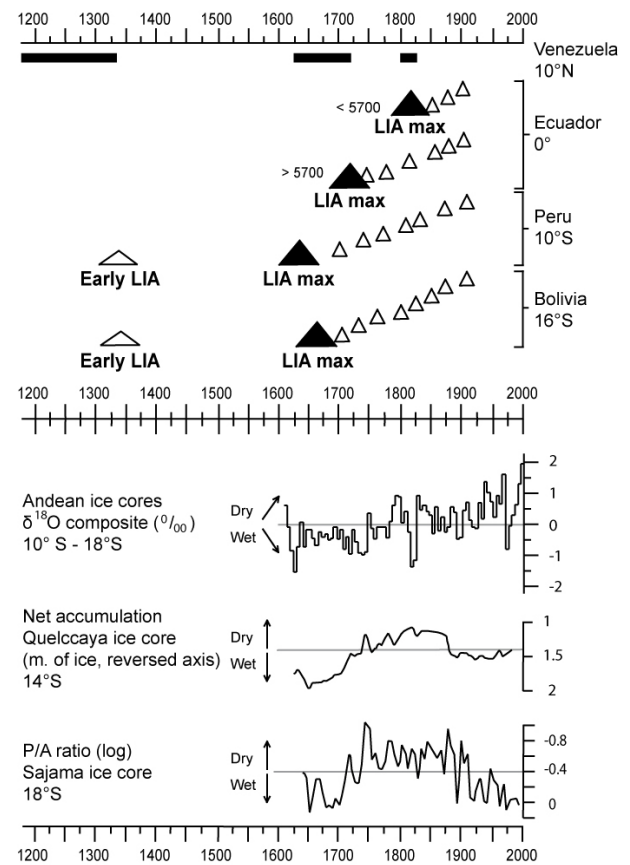 1200 1300 1400 1500 1600 1700 1800 1900 2000
Venezuela
10°N
< 5700
LIA max
Ecuador
0°
> 5700
LIA max
Peru
10°S
Early LIA
LIA max
Bolivia
16°S
Early LIA
LIA max
1200 1300 1400 1500 1600 1700 1800 1900 2000
Andean ice cores
δ¹⁸O composite (⁰/₀₀)
10° S - 18°S
Dry
Wet
2
1
0
-1
-2
Net accumulation
Quelccaya ice core
(m. of ice, reversed axis)
14°S
Dry
Wet
1
1.5
2
P/A ratio (log)
Sajama ice core
18°S
Dry
Wet
-0.8
-0.4
0
1200 1300 1400 1500 1600 1700 1800 1900 2000